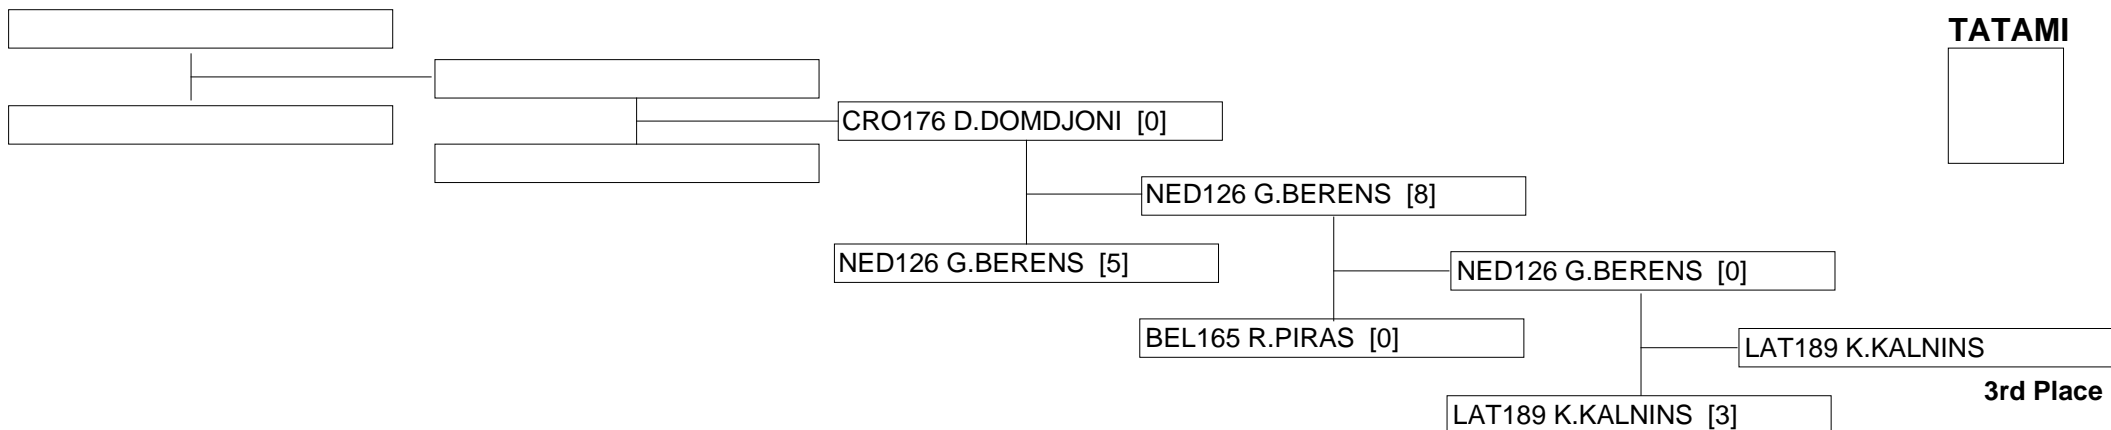 TATAMI
CRO176 D.DOMDJONI [0]
NED126 G.BERENS [8]
NED126 G.BERENS [5]
NED126 G.BERENS [0]
BEL165 R.PIRAS [0]
LAT189 K.KALNINS
3rd Place
LAT189 K.KALNINS [3]